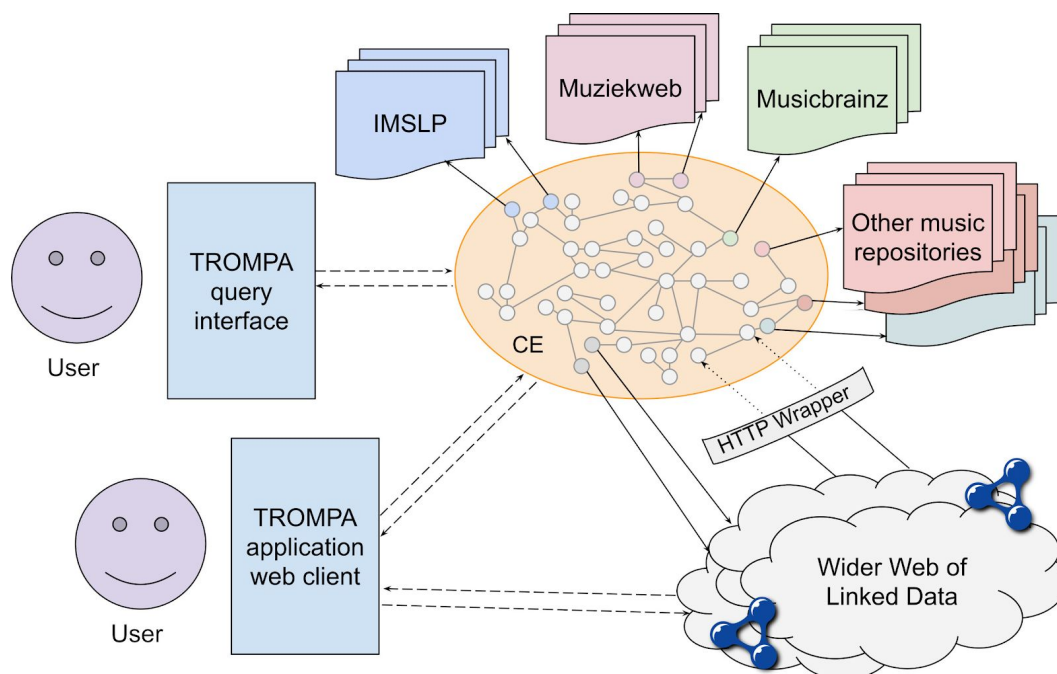 IMSLP
Muziekweb
Musicbrainz
Other music
repositories
TROMPA
query
interface
User
CE
HTTP Wrapper
TROMPA
application
web client
User
Wider Web of
Linked Data